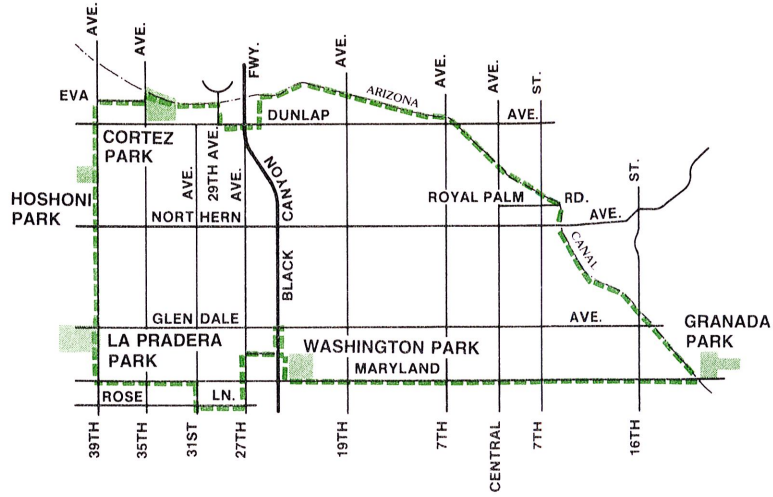 AVE.
AVE.
FWY.
AVE.
AVE.
AVE.
ST.
EVA
ARIZONA
DUNLAP
AVE.
CORTEZ
PARK
29TH AVE.
AVE.
AVE.
CANYON
ST.
HOSHONI
PARK
ROYAL PALM
RD.
NORTHERN
AVE.
CANAL
BLACK
GLENDALE
AVE.
GRANADA
PARK
LA PRADERA
PARK
WASHINGTON PARK
MARYLAND
ROSE
LN.
39TH
35TH
31ST
27TH
19TH
7TH
CENTRAL
7TH
16TH